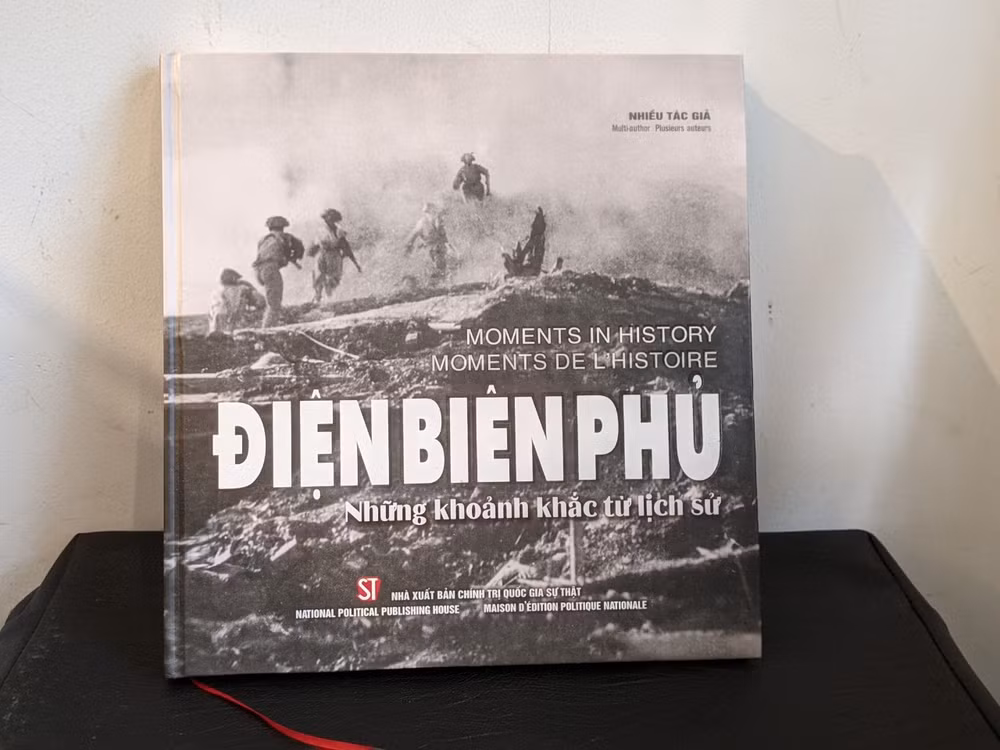 NHIỀU TÁC GIẢ
Multi-author Plusieurs auteurs
MOMENTS IN HISTORY
MOMENTS DE L'HISTOIRE
ĐIỆN BIÊN PHỦ
Những khoảnh khắc từ lịch sử
ST NHÀ XUẤT BẢN CHÍNH TRỊ QUỐC GIA SỰ THẬT
NATIONAL POLITICAL PUBLISHING HOUSE MAISON D'ÉDITION POLITIQUE NATIONALE